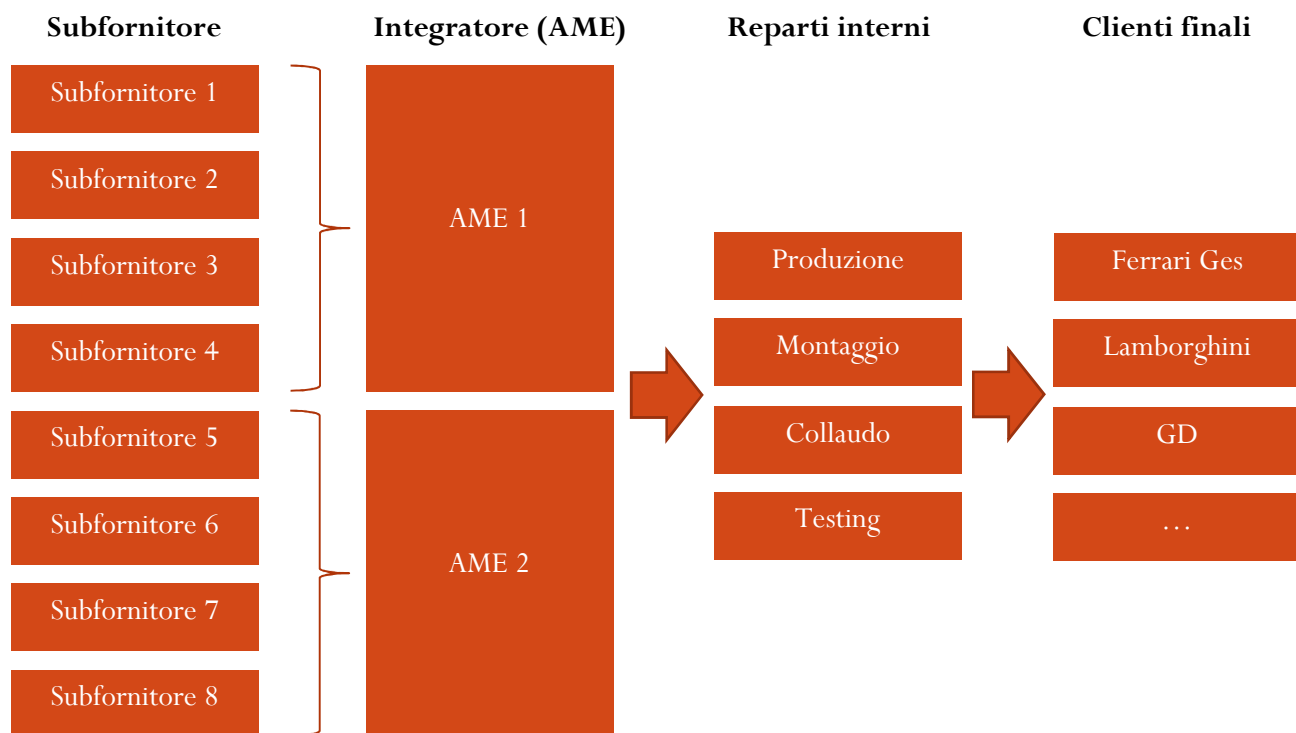 Subfornitore
Integratore (AME)
Reparti interni
Clienti finali
Subfornitore 1
Subfornitore 2
Subfornitore 3
Subfornitore 4
Subfornitore 5
Subfornitore 6
Subfornitore 7
Subfornitore 8
AME 1
AME 2
Produzione
Montaggio
Collaudo
Testing
Ferrari Ges
Lamborghini
GD
…